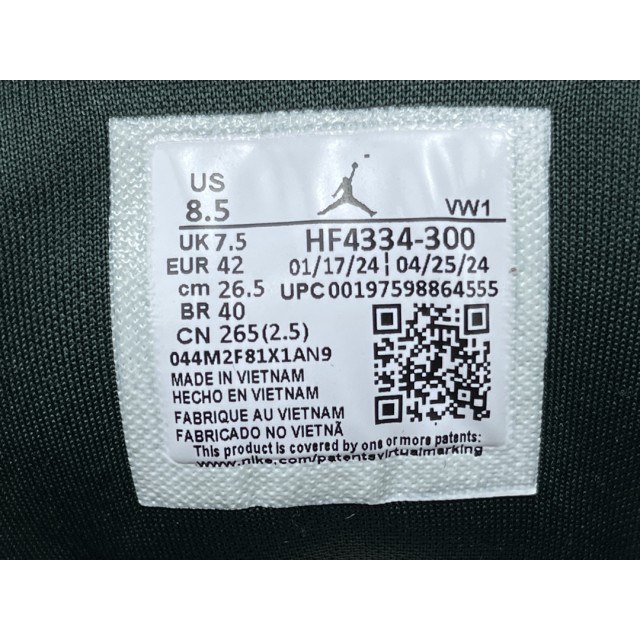 US
8.5
VW1
UK 7.5
HF4334-300
EUR 42
01/17/24 | 04/25/24
cm 26.5
UPC00197598864555
BR 40
CN 265(2.5)
044M2F81X1AN9
MADE IN VIETNAM
HECHO EN VIETNAM
FABRIQUE AU VIETNAM
FABRICADO NO VIETNÃ
This product is covered by one or more patents:
www.nike.com/patentsvirtualmarking